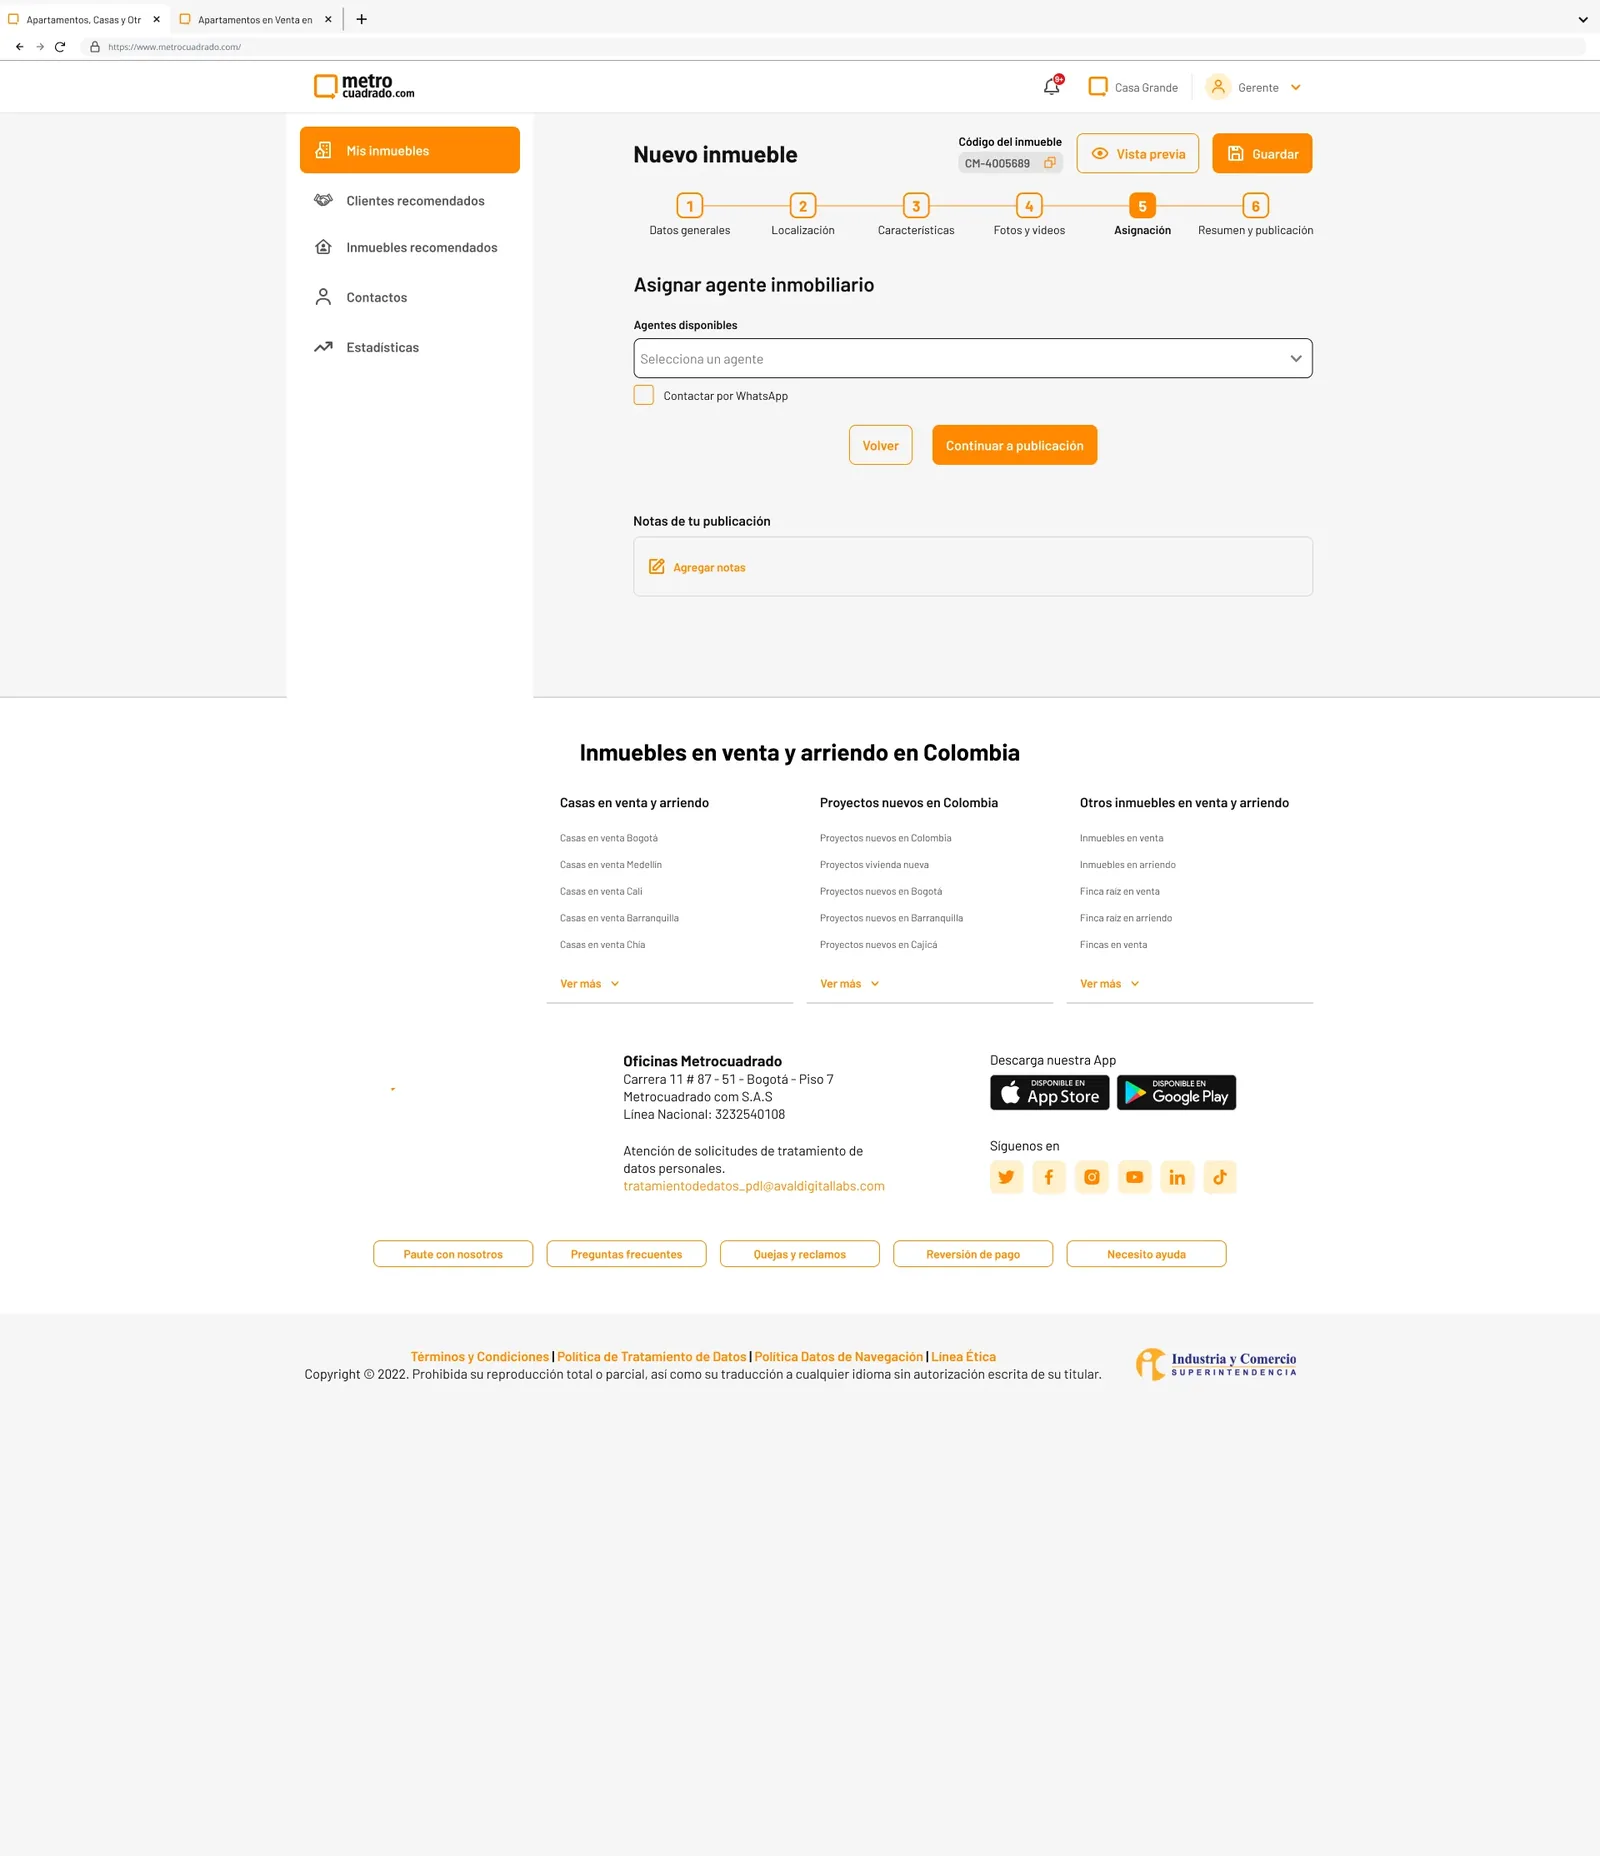 Apartamentos, Casas y Otr
Apartamentos en Venta en
https://www.metrocuadrado.com/
metro
cuadrado.com
9+
Casa Grande
Gerente
Mis inmuebles
Clientes recomendados
Inmuebles recomendados
Contactos
Estadísticas
Nuevo inmueble
Código del inmueble
CM-4005689
Vista previa
Guardar
1
2
3
4
5
6
Datos generales
Localización
Características
Fotos y videos
Asignación
Resumen y publicación
Asignar agente inmobiliario
Agentes disponibles
Selecciona un agente
Contactar por WhatsApp
Volver
Continuar a publicación
Notas de tu publicación
Agregar notas
Inmuebles en venta y arriendo en Colombia
Casas en venta y arriendo
Casas en venta Bogotá
Casas en venta Medellín
Casas en venta Cali
Casas en venta Barranquilla
Casas en venta Chía
Ver más
Proyectos nuevos en Colombia
Proyectos nuevos en Colombia
Proyectos vivienda nueva
Proyectos nuevos en Bogotá
Proyectos nuevos en Barranquilla
Proyectos nuevos en Cajicá
Ver más
Otros inmuebles en venta y arriendo
Inmuebles en venta
Inmuebles en arriendo
Finca raíz en venta
Finca raíz en arriendo
Fincas en venta
Ver más
Oficinas Metrocuadrado
Carrera 11 # 87 - 51 - Bogotá - Piso 7
Metrocuadrado com S.A.S
Línea Nacional: 3232540108
Atención de solicitudes de tratamiento de
datos personales.
tratamientodedatos_pdl@avaldigitallabs.com
Descarga nuestra App
DISPONIBLE EN
App Store
DISPONIBLE EN
Google Play
Síguenos en
Paute con nosotros
Preguntas frecuentes
Quejas y reclamos
Reversión de pago
Necesito ayuda
Términos y Condiciones | Política de Tratamiento de Datos | Política Datos de Navegación | Línea Ética
Copyright © 2022. Prohibida su reproducción total o parcial, así como su traducción a cualquier idioma sin autorización escrita de su titular.
Industria y Comercio
SUPERINTENDENCIA